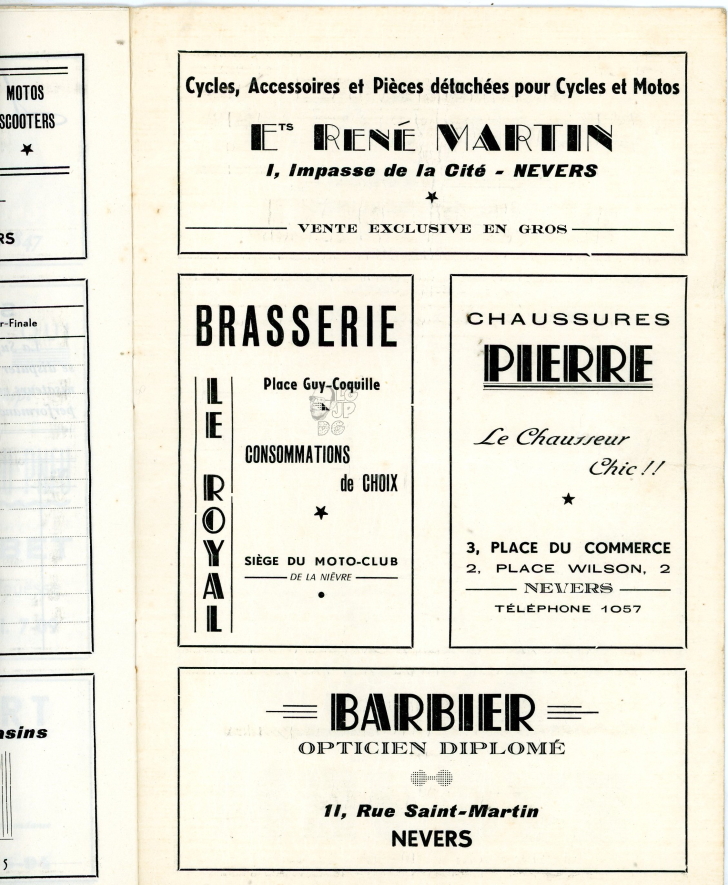 MOTOS
SCOOTERS
RS
r-Finale
asins
5
Cycles, Accessoires et Pièces détachées pour Cycles et Motos
Ets RENÉ MARTIN
1, Impasse de la Cité - NEVERS
VENTE EXCLUSIVE EN GROS
BRASSERIE
LE ROYAL
Place Guy-Coquille
CONSOMMATIONS
de CHOIX
SIÈGE DU MOTO-CLUB
DE LA NIÈVRE
CHAUSSURES
PIERRE
Le Chausseur
Chic !!
3, PLACE DU COMMERCE
2, PLACE WILSON, 2
NEVERS
TÉLÉPHONE 1057
BARBIER
OPTICIEN DIPLOMÉ
11, Rue Saint-Martin
NEVERS